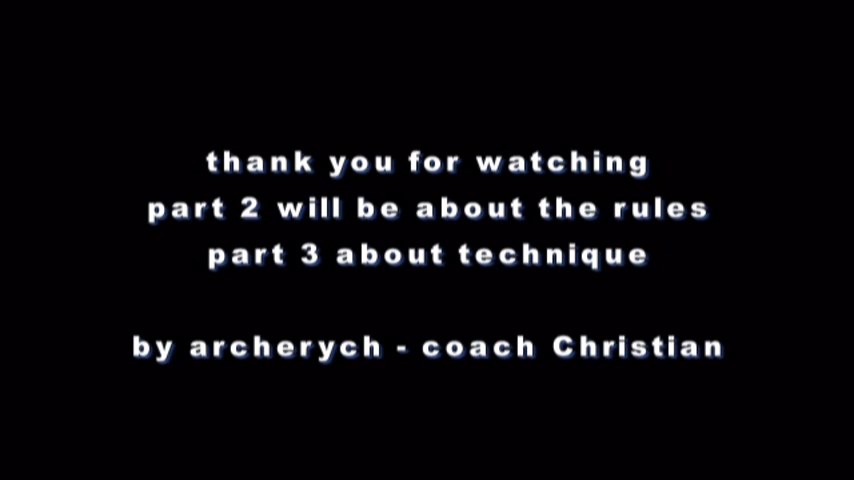 thank you for watching
part 2 will be about the rules
part 3 about technique
by archerych - coach Christian